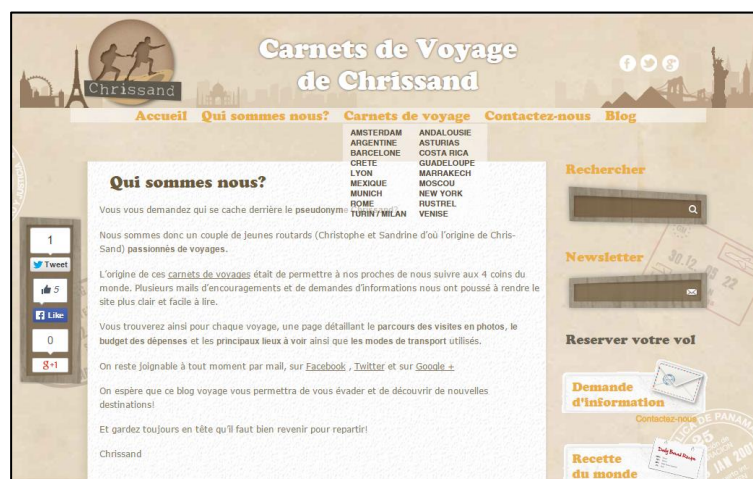 Chrissand
Carnets de Voyage
de Chrissand
Accueil Qui sommes nous? Carnets de voyage Contactez-nous Blog
AMSTERDAM ANDALOUSIE
ARGENTINE ASTURIAS
BARCELONE COSTA RICA
CRETE GUADELOUPE
LYON MARRAKECH
MEXIQUE MOSCOU
MUNICH NEW YORK
ROME RUSTREL
TURIN / MILAN VENISE
Qui sommes nous?
Vous vous demandez qui se cache derrière le pseudonyme
Nous sommes donc un couple de jeunes routards (Christophe et Sandrine d'où l'origine de Chris-
Sand) passionnés de voyages.
L'origine de ces carnets de voyages était de permettre à nos proches de nous suivre aux 4 coins du
monde. Plusieurs mails d'encouragements et de demandes d'informations nous ont poussé à rendre le
site plus clair et facile à lire.
Vous trouverez ainsi pour chaque voyage, une page détaillant le parcours des visites en photos, le
budget des dépenses et les principaux lieux à voir ainsi que les modes de transport utilisés.
On reste joignable à tout moment par mail, sur Facebook , Twitter et sur Google +
On espère que ce blog voyage vous permettra de vous évader et de découvrir de nouvelles
destinations!
Et gardez toujours en tête qu'il faut bien revenir pour repartir!
Chrissand
1
Tweet
5
Like
0
g+1
Rechercher
Newsletter
30.12 03 22
Reserver votre vol
Demande
d'information
Contactez-nous
Recette
du monde
25
JAN 200